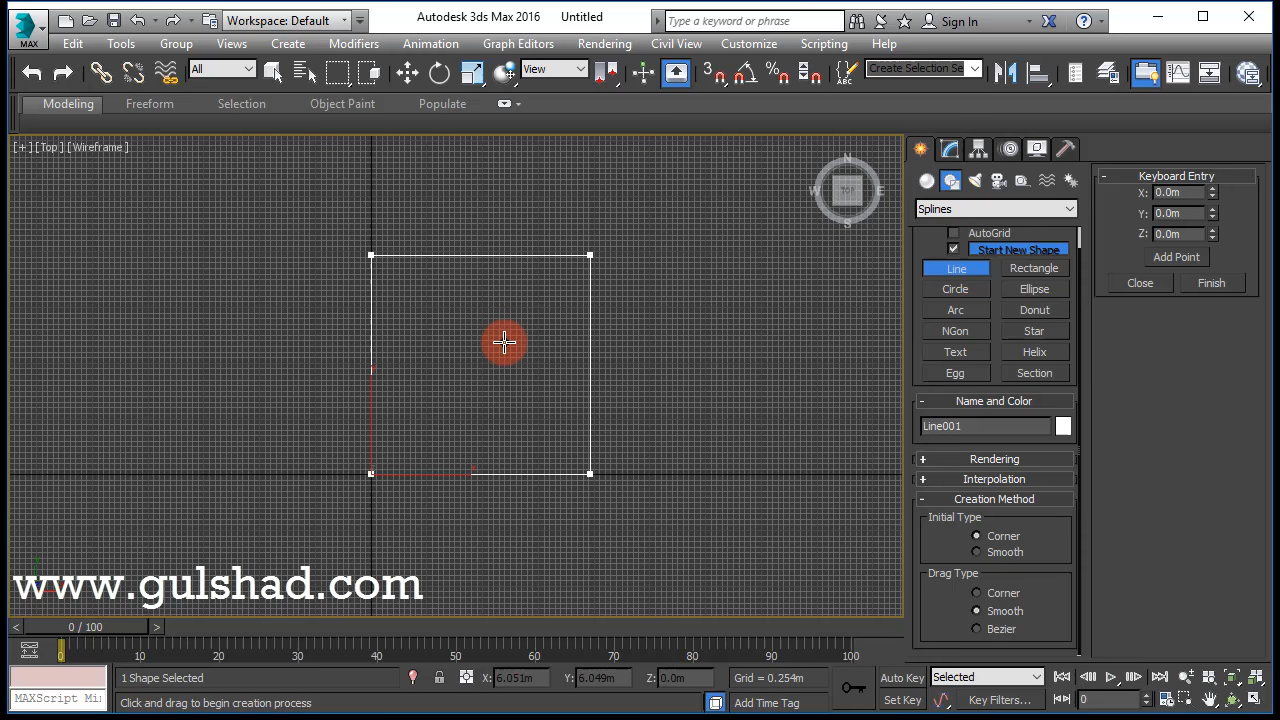 Workspace: Default
Autodesk 3ds Max 2016 Untitled
Type a keyword or phrase
Sign In
MAX
Edit Tools Group Views Create Modifiers Animation Graph Editors Rendering Civil View Customize Scripting Help
All
View
3
ABC
Create Selection Se
Modeling Freeform Selection Object Paint Populate
[+] [Top] [Wireframe ]
N
W TOP E
S
Splines
AutoGrid
Start New Shape
Line Rectangle
Circle Ellipse
Arc Donut
NGon Star
Text Helix
Egg Section
- Name and Color
Line001
+ Rendering
+ Interpolation
- Creation Method
Initial Type
Corner
Smooth
Drag Type
Corner
Smooth
Bezier
- Keyboard Entry
X: 0.0m
Y: 0.0m
Z: 0.0m
Add Point
Close Finish
www.gulshad.com
< 0 / 100 >
0 10 20 30 40 50 60 70 80 90 100
1 Shape Selected
X: 6.051m Y: 6.049m Z: 0.0m
Grid = 0.254m
Auto Key
Selected
MAXScript Mi
Click and drag to begin creation process
Add Time Tag
Set Key
Key Filters...
0